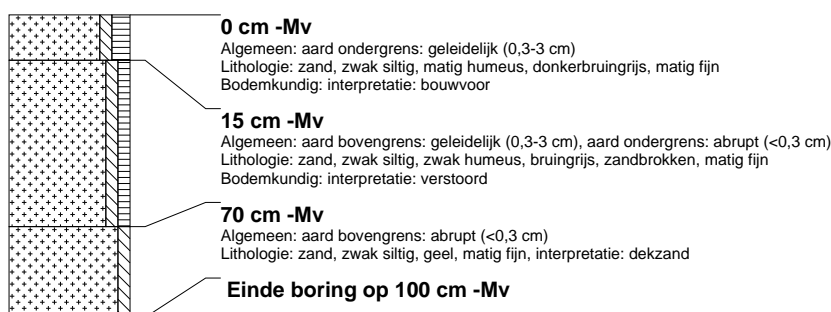 0 cm -Mv
Algemeen: aard ondergrens: geleidelijk (0,3-3 cm)
Lithologie: zand, zwak siltig, matig humeus, donkerbruingrijs, matig fijn
Bodemkundig: interpretatie: bouwvoor
15 cm -Mv
Algemeen: aard bovengrens: geleidelijk (0,3-3 cm), aard ondergrens: abrupt (<0,3 cm)
Lithologie: zand, zwak siltig, zwak humeus, bruingrijs, zandbrokken, matig fijn
Bodemkundig: interpretatie: verstoord
70 cm -Mv
Algemeen: aard bovengrens: abrupt (<0,3 cm)
Lithologie: zand, zwak siltig, geel, matig fijn, interpretatie: dekzand
Einde boring op 100 cm -Mv